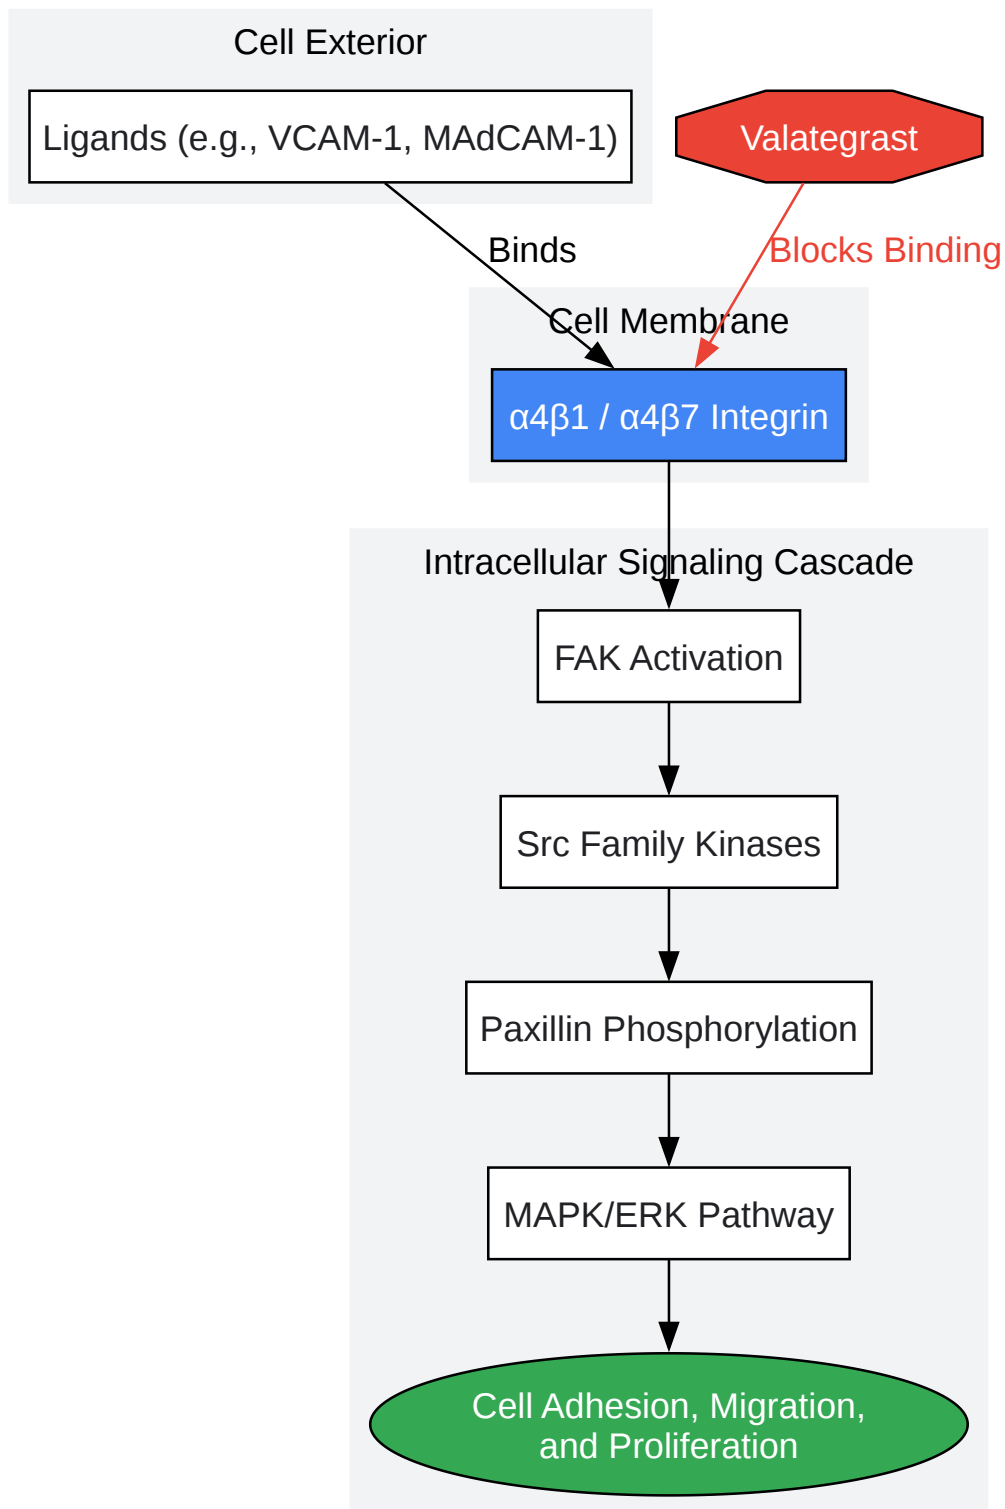 Cell Exterior
Ligands (e.g., VCAM-1, MAdCAM-1)
Valategrast
Binds
Blocks Binding
Cell Membrane
α4β1 / α4β7 Integrin
Intracellular Signaling Cascade
FAK Activation
Src Family Kinases
Paxillin Phosphorylation
MAPK/ERK Pathway
Cell Adhesion, Migration,
and Proliferation